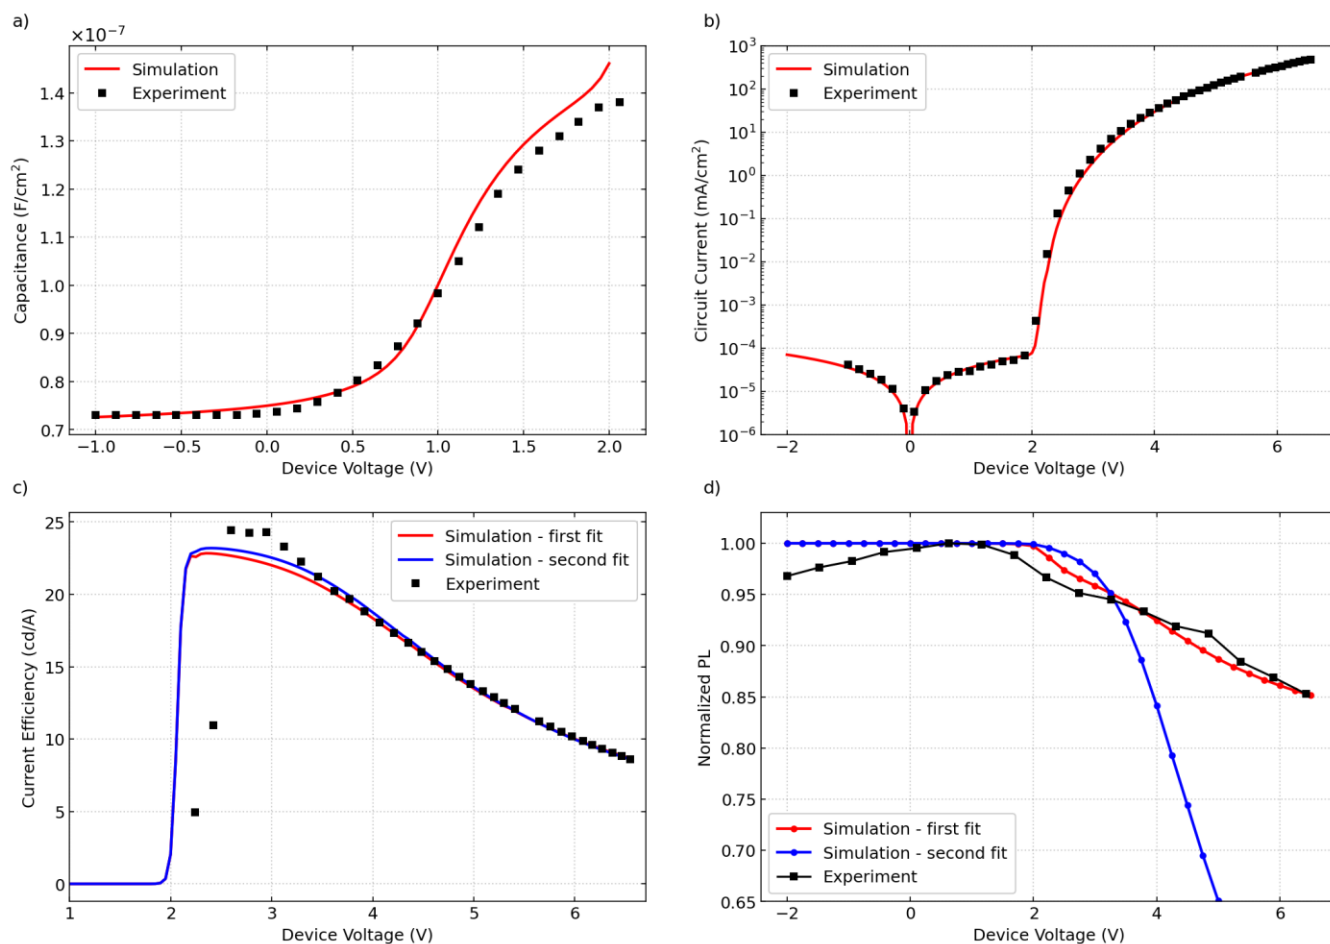 a)
×10⁻⁷
Simulation
Experiment
1.4
1.3
1.2
1.1
1.0
0.9
0.8
0.7
Capacitance (F/cm²)
−1.0 −0.5 0.0 0.5 1.0 1.5 2.0
Device Voltage (V)
b)
Simulation
Experiment
10³
10²
10¹
10⁰
10⁻¹
10⁻²
10⁻³
10⁻⁴
10⁻⁵
10⁻⁶
Circuit Current (mA/cm²)
−2 0 2 4 6
Device Voltage (V)
c)
Simulation - first fit
Simulation - second fit
Experiment
25
20
15
10
5
0
Current Efficiency (cd/A)
1 2 3 4 5 6
Device Voltage (V)
d)
1.00
0.95
0.90
0.85
0.80
0.75
0.70
0.65
Normalized PL
Simulation - first fit
Simulation - second fit
Experiment
−2 0 2 4 6
Device Voltage (V)